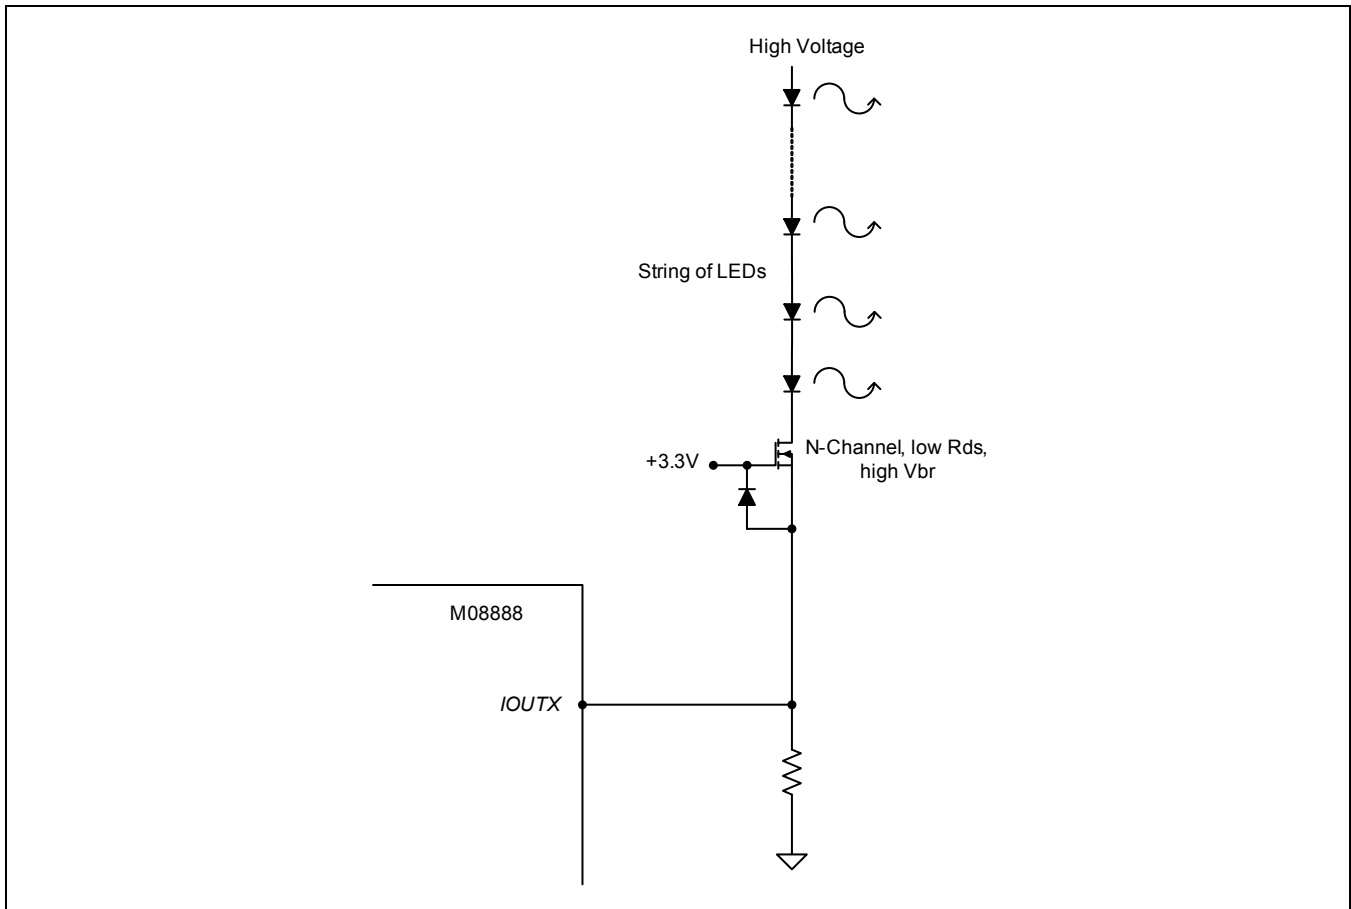 High Voltage
String of LEDs
+3.3V
N-Channel, low Rds,
high Vbr
M08888
IOUTX